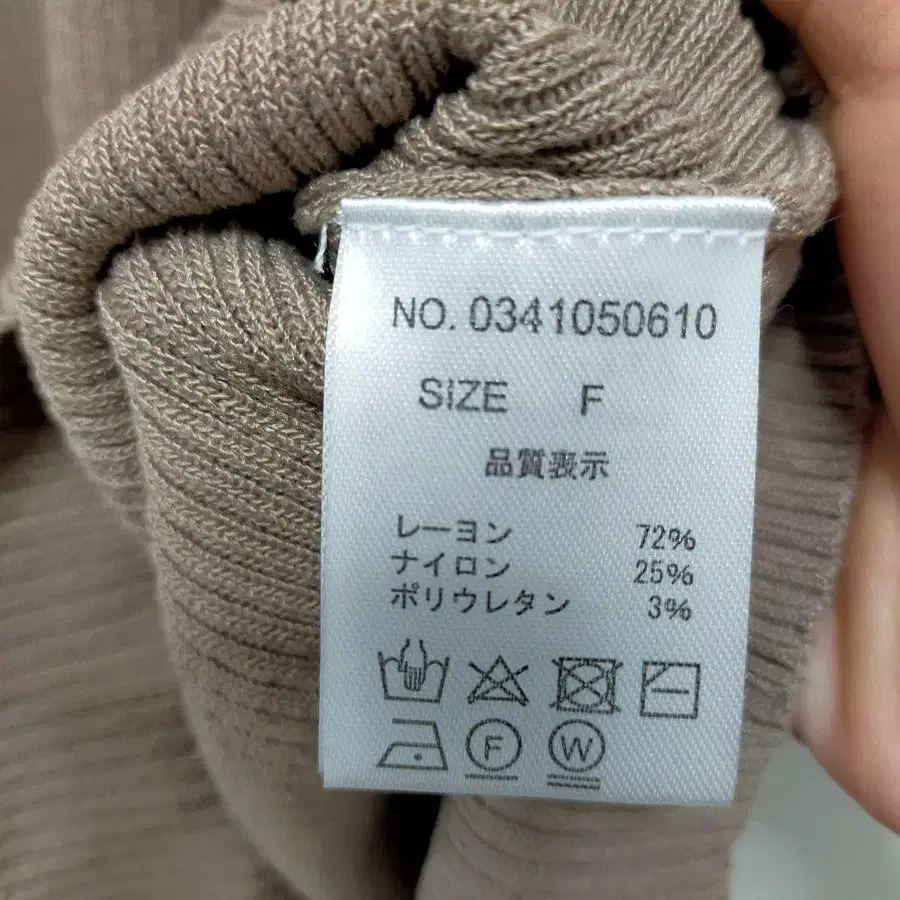 NO. 0341050610
SIZE F
品質表示
レーヨン 72%
ナイロン 25%
ポリウレタン 3%
F W